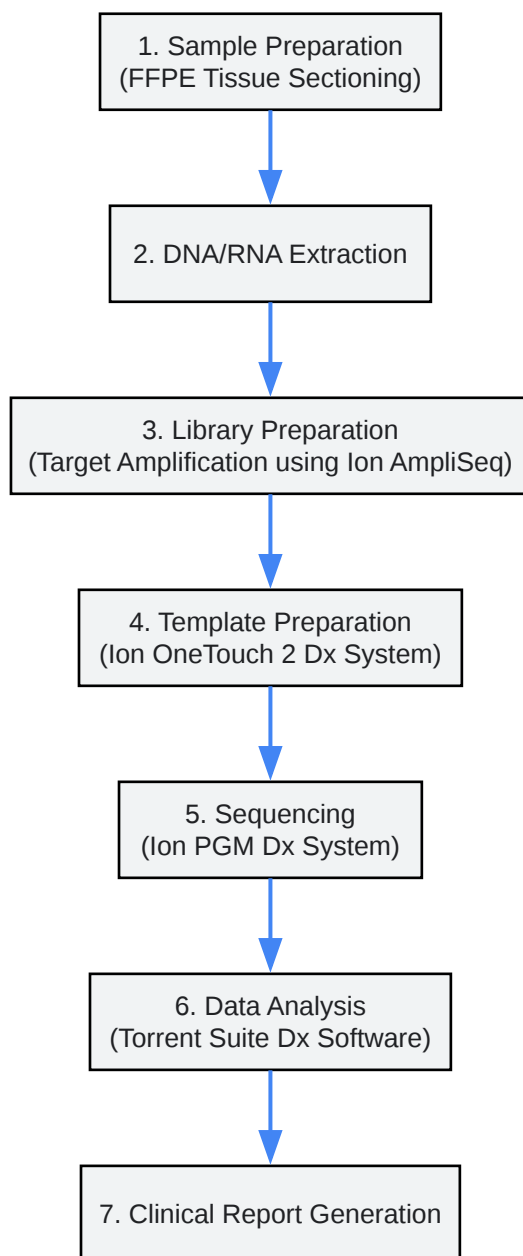 1. Sample Preparation
(FFPE Tissue Sectioning)
2. DNA/RNA Extraction
3. Library Preparation
(Target Amplification using Ion AmpliSeq)
4. Template Preparation
(Ion OneTouch 2 Dx System)
5. Sequencing
(Ion PGM Dx System)
6. Data Analysis
(Torrent Suite Dx Software)
7. Clinical Report Generation